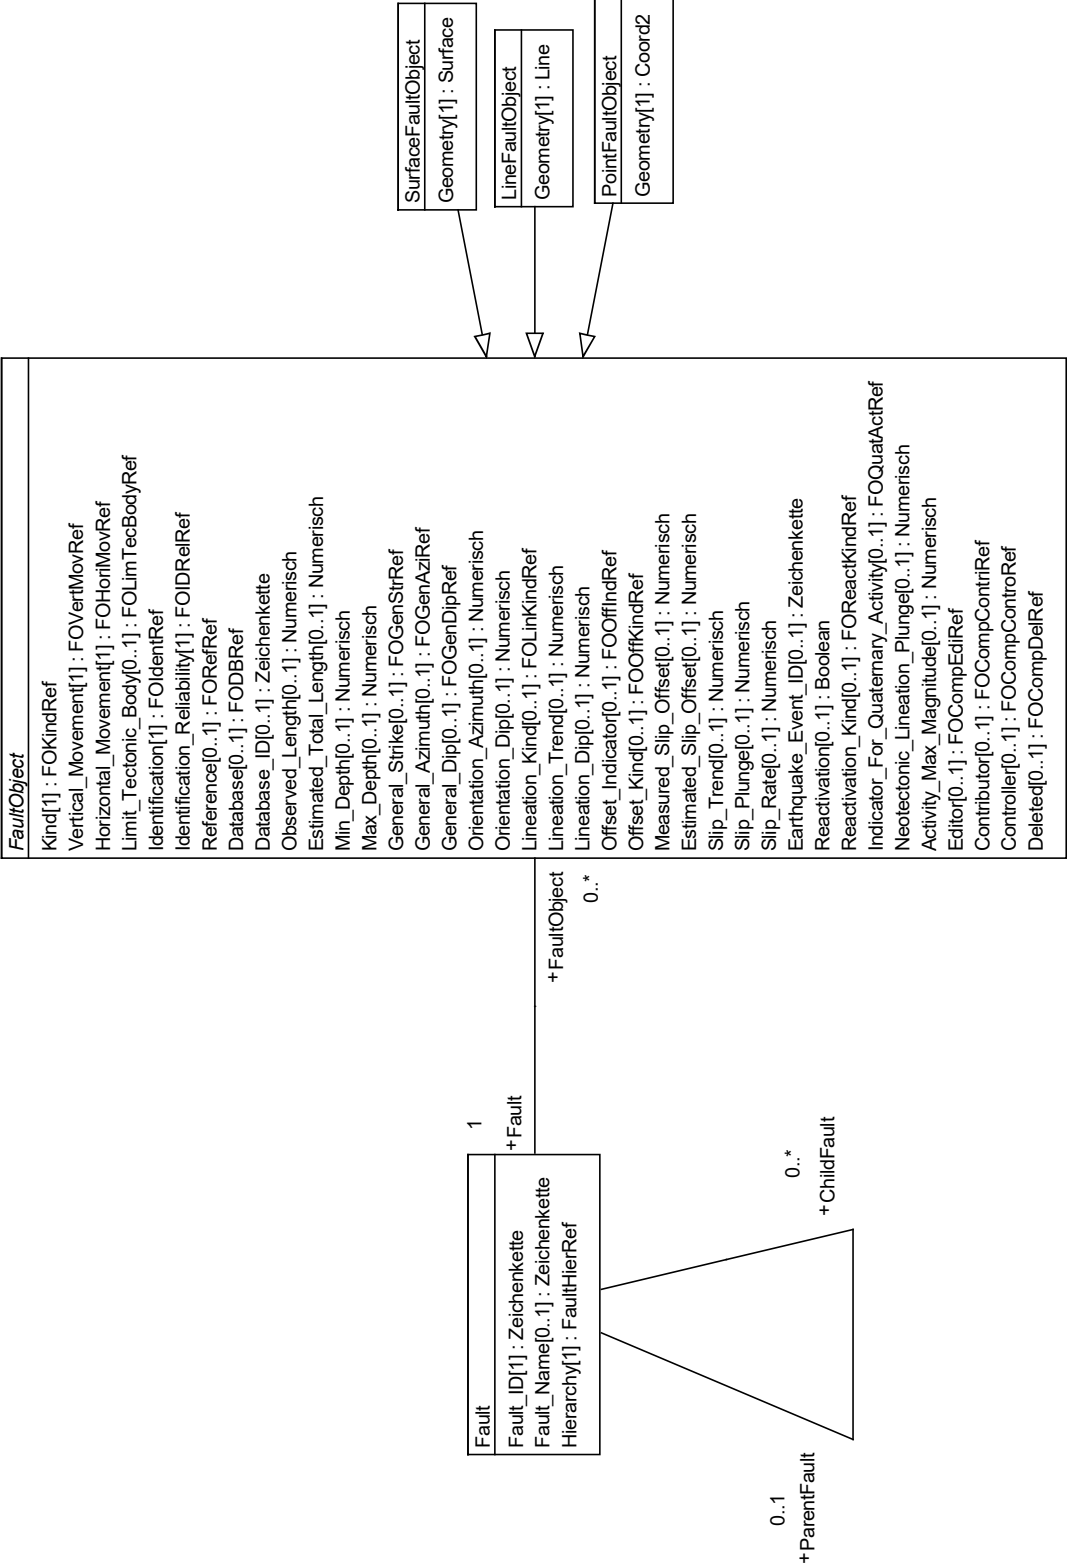 FaultObject
Kind[1] : FOKindRef
Vertical_Movement[1] : FOVertMovRef
Horizontal_Movement[1] : FOHoriMovRef
Limit_Tectonic_Body[0..1] : FOLimTecBodyRef
Identification[1] : FOIdentRef
Identification_Reliability[1] : FOIDRelRef
Reference[0..1] : FORefRef
Database[0..1] : FODBRef
Database_ID[0..1] : Zeichenkette
Observed_Length[0..1] : Numerisch
Estimated_Total_Length[0..1] : Numerisch
Min_Depth[0..1] : Numerisch
Max_Depth[0..1] : Numerisch
General_Strike[0..1] : FOGenStrRef
General_Azimuth[0..1] : FOGenAziRef
General_Dip[0..1] : FOGenDipRef
Orientation_Azimuth[0..1] : Numerisch
Orientation_Dip[0..1] : Numerisch
Lineation_Kind[0..1] : FOLinKindRef
Lineation_Trend[0..1] : Numerisch
Lineation_Dip[0..1] : Numerisch
Offset_Indicator[0..1] : FOOffIndRef
Offset_Kind[0..1] : FOOffKindRef
Measured_Slip_Offset[0..1] : Numerisch
Estimated_Slip_Offset[0..1] : Numerisch
Slip_Trend[0..1] : Numerisch
Slip_Plunge[0..1] : Numerisch
Slip_Rate[0..1] : Numerisch
Earthquake_Event_ID[0..1] : Zeichenkette
Reactivation[0..1] : Boolean
Reactivation_Kind[0..1] : FOReactKindRef
Indicator_For_Quaternary_Activity[0..1] : FOQuatActRef
Neotectonic_Lineation_Plunge[0..1] : Numerisch
Activity_Max_Magnitude[0..1] : Numerisch
Editor[0..1] : FOCompEdiRef
Contributor[0..1] : FOCompContriRef
Controller[0..1] : FOCompControRef
Deleted[0..1] : FOCompDelRef
SurfaceFaultObject
Geometry[1] : Surface
LineFaultObject
Geometry[1] : Line
PointFaultObject
Geometry[1] : Coord2
+FaultObject
0..*
1
+Fault
Fault
Fault_ID[1] : Zeichenkette
Fault_Name[0..1] : Zeichenkette
Hierarchy[1] : FaultHierRef
0..1
+ParentFault
0..*
+ChildFault